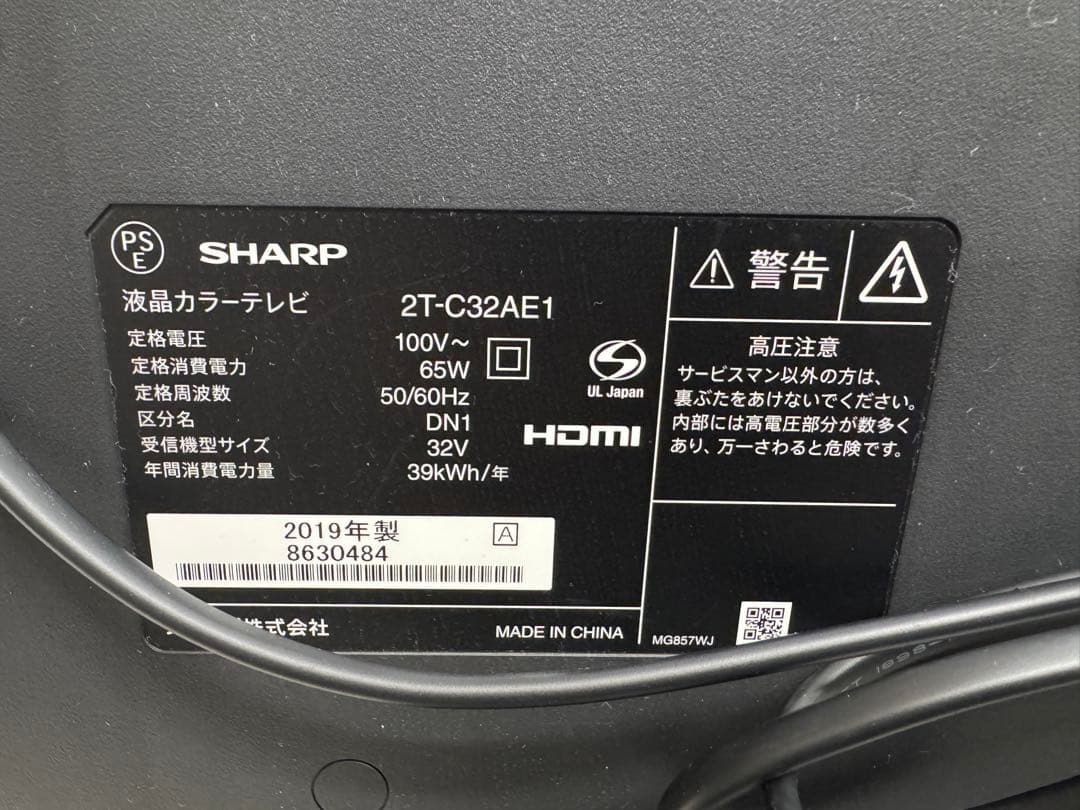 PS
E
SHARP
液晶カラーテレビ 2T-C32AE1
定格電圧 100V～
定格消費電力 65W
定格周波数 50/60Hz
区分名 DN1
受信機型サイズ 32V
年間消費電力量 39kWh/年
UL Japan
HDMI
2019年製 A
8630484
株式会社
MADE IN CHINA
警告
高圧注意
サービスマン以外の方は、
裏ぶたをあけないでください。
内部には高電圧部分が数多く
あり、万一さわると危険です。
MG857WJ